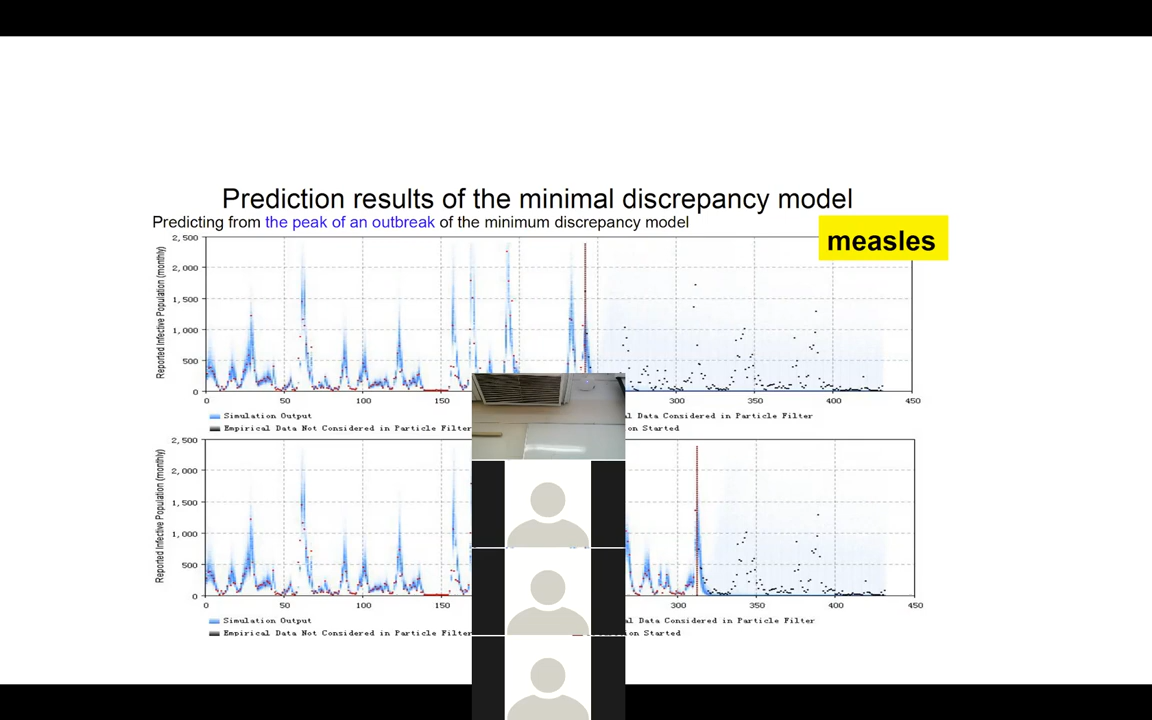 Prediction results of the minimal discrepancy model
Predicting from the peak of an outbreak of the minimum discrepancy model
measles
Reported Infective Population (monthly)
2,500
2,000
1,500
1,000
500
0
0 50 100 150 300 350 400 450
Simulation Output
l Data Considered in Particle Filter
Empirical Data Not Considered in Particle Filter
on Started
Reported Infective Population (monthly)
2,500
2,000
1,500
1,000
500
0
0 50 100 150 300 350 400 450
Simulation Output
l Data Considered in Particle Filter
Empirical Data Not Considered in Particle Filter
on Started